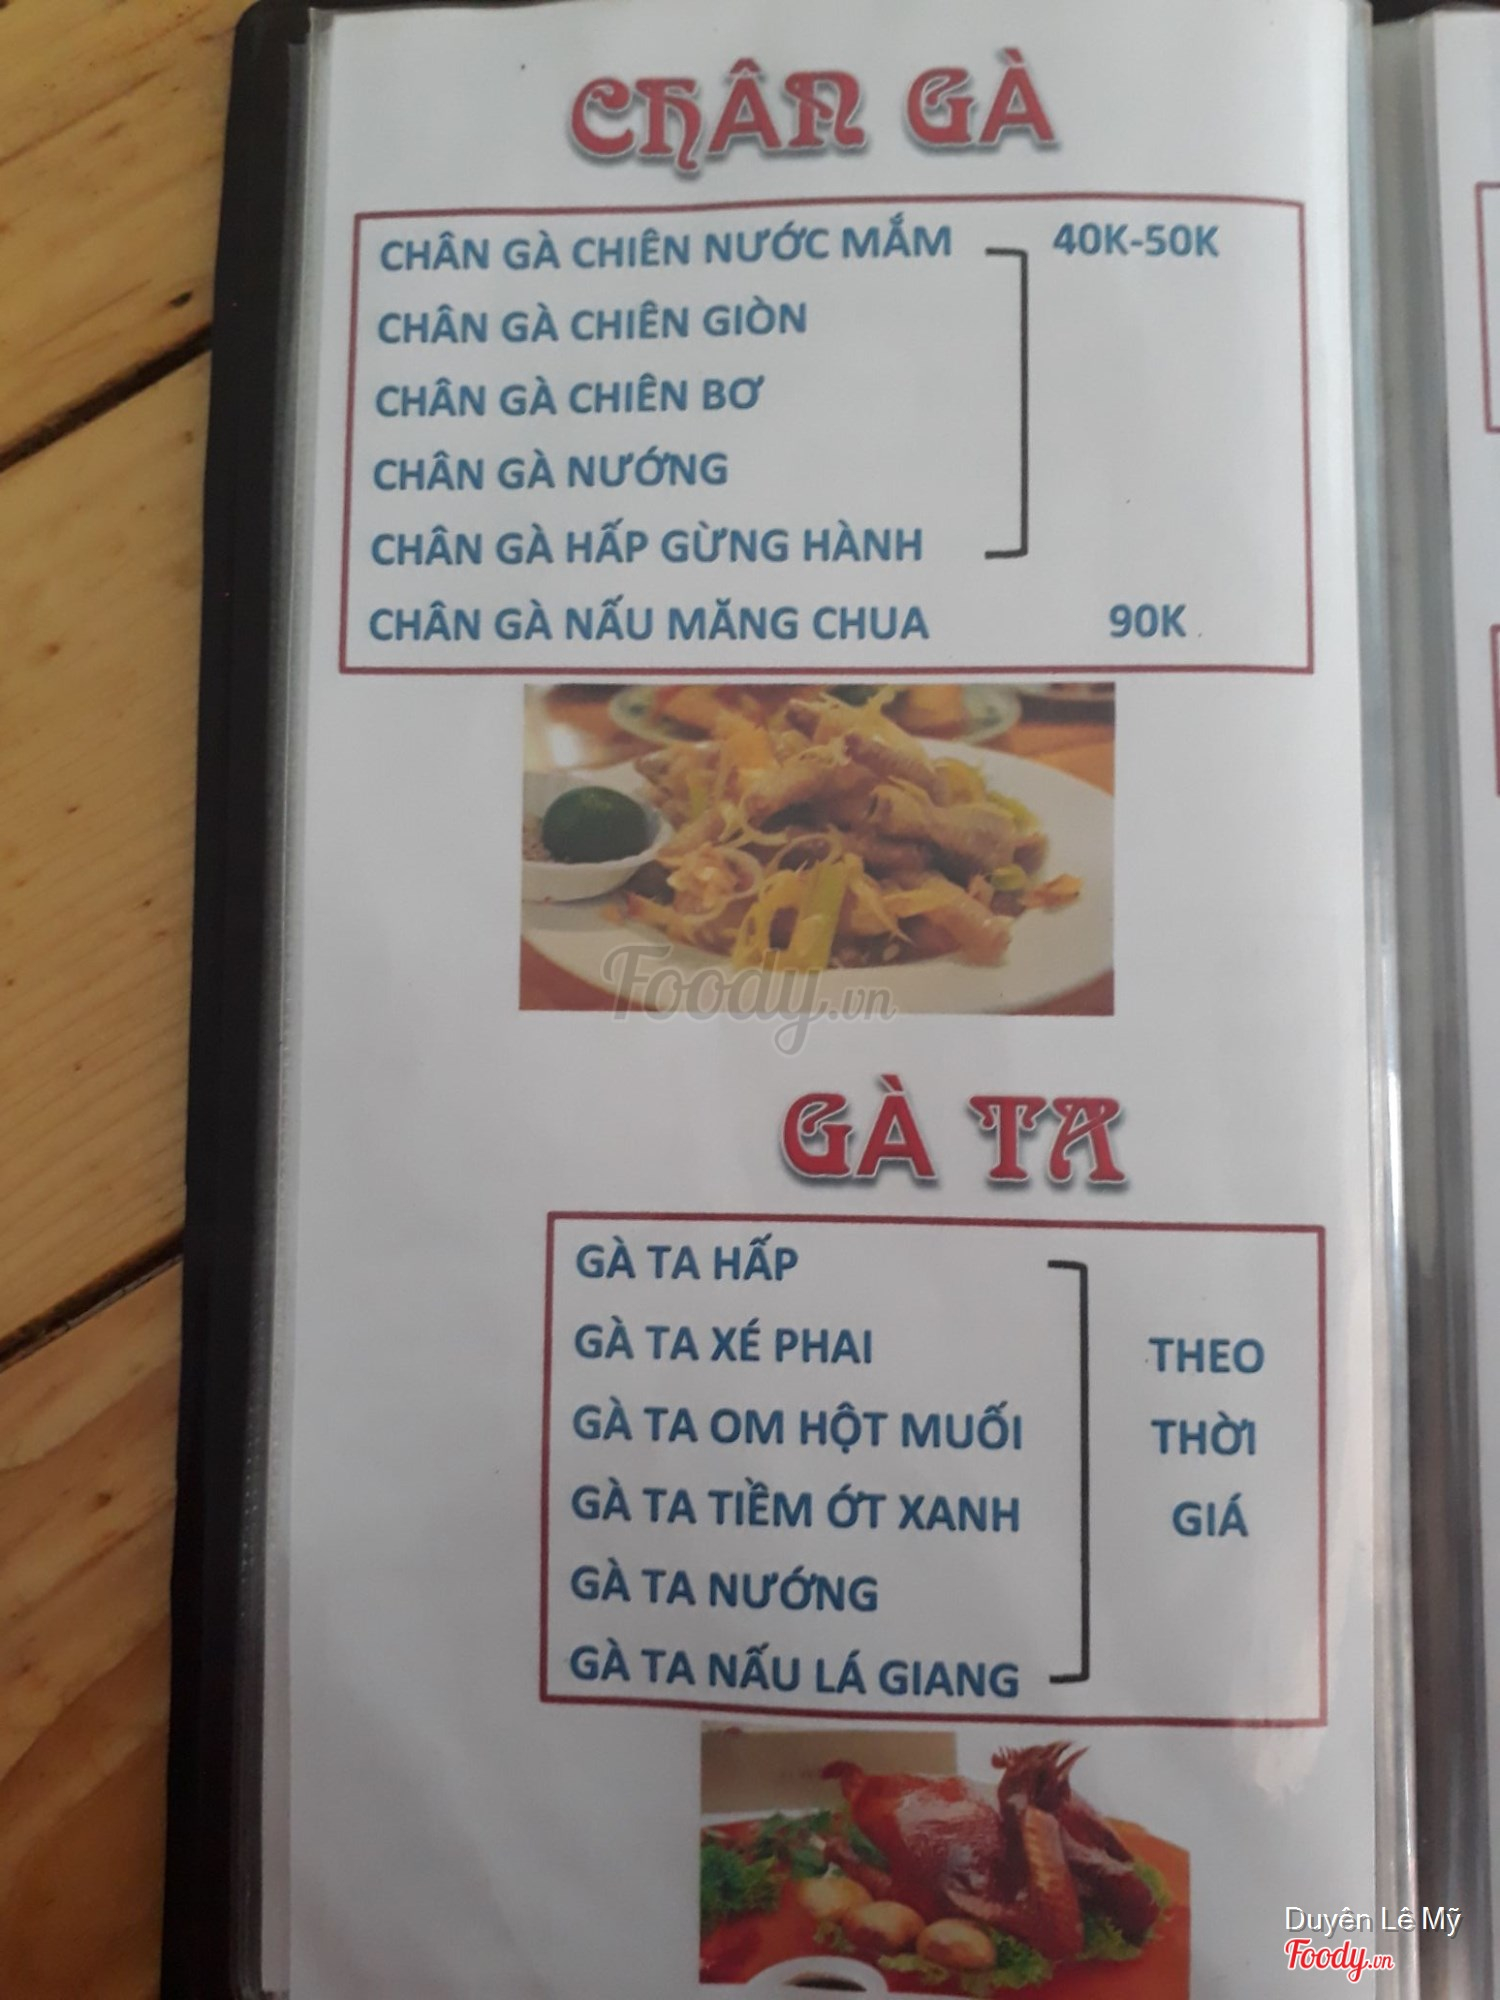 CHÂN GÀ
CHÂN GÀ CHIÊN NƯỚC MẮM 40K-50K
CHÂN GÀ CHIÊN GIÒN
CHÂN GÀ CHIÊN BƠ
CHÂN GÀ NƯỚNG
CHÂN GÀ HẤP GỪNG HÀNH
CHÂN GÀ NẤU MĂNG CHUA 90K
Foody.vn
GÀ TA
GÀ TA HẤP
GÀ TA XÉ PHAI THEO
GÀ TA OM HỘT MUỐI THỜI
GÀ TA TIỀM ỚT XANH GIÁ
GÀ TA NƯỚNG
GÀ TA NẤU LÁ GIANG
Duyên Lê Mỹ
Foody.vn